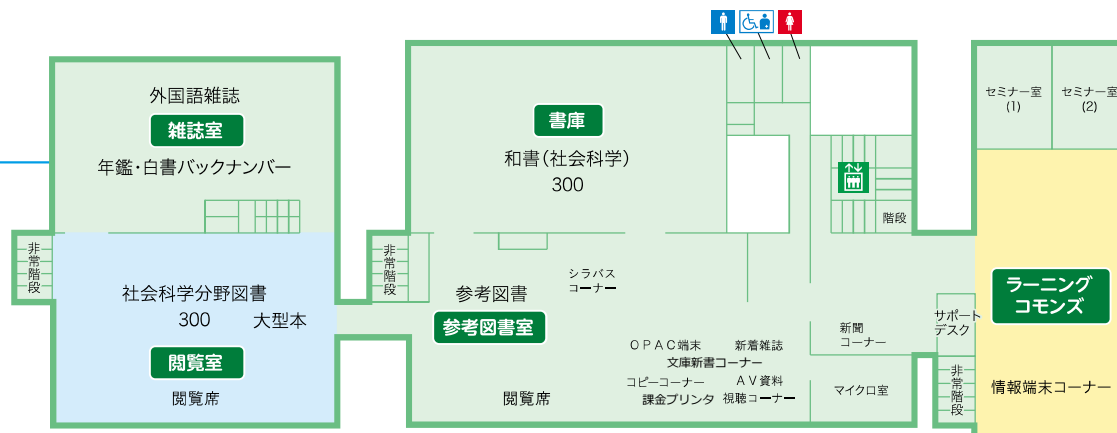 外国語雑誌
雑誌室
年鑑・白書バックナンバー
非常階段
社会科学分野図書
300 大型本
閲覧室
閲覧席
書庫
和書(社会科学)
300
非常階段
シラバス
コーナー
参考図書
参考図書室
閲覧席
OPAC端末
新着雑誌
文庫新書コーナー
コピーコーナー
AV資料
課金プリンタ
視聴コーナー
階段
新聞
コーナー
マイクロ室
セミナー室
(1)
セミナー室
(2)
ラーニング
コモンズ
サポート
デスク
非常階段
情報端末コーナー